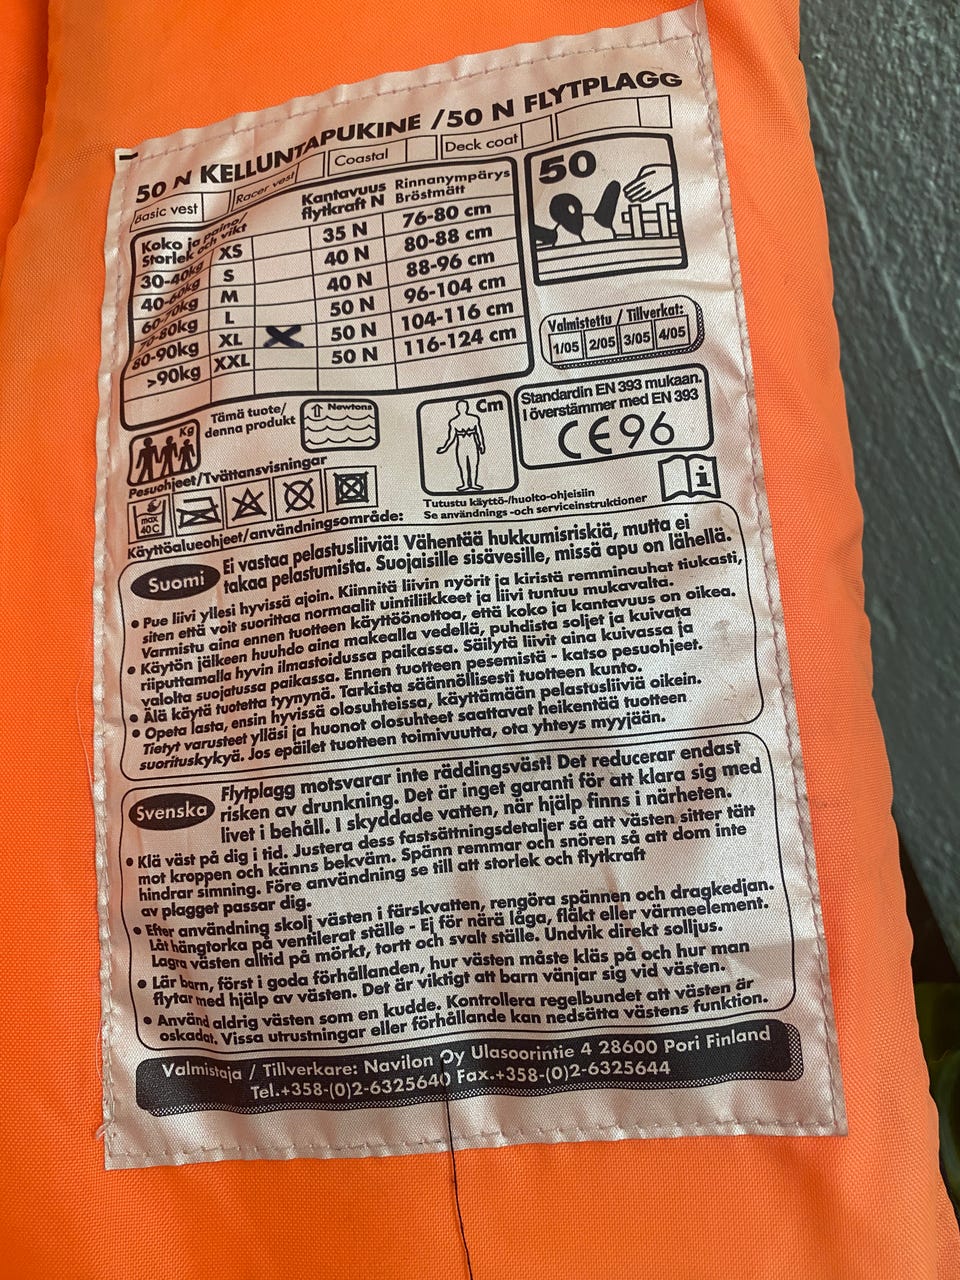 50 N KELLUNTAPUKINE /50 N FLYTPLAGG
Basic vest Racer vest Coastal Deck coat
Koko ja paino/ Storlek och vikt Kantavuus flytkraft N Rinnanympärys Bröstmått
30-40kg XS 35 N 76-80 cm
40-60kg S 40 N 80-88 cm
60-70kg M 40 N 88-96 cm
70-80kg L 50 N 96-104 cm
80-90kg XL X 50 N 104-116 cm
>90kg XXL 50 N 116-124 cm
50
Valmistettu / Tillverkat:
1/05 2/05 3/05 4/05
Kg
Tämä tuote/
denna produkt
Newtons
Cm
Standardin EN 393 mukaan.
I överstämmer med EN 393
CE 96
Pesuohjeet/Tvättansvisningar
max
40C
i
Tutustu käyttö-/huolto-ohjeisiin
Se användnings -och serviceinstruktioner
Käyttöalueohjeet/användningsområde:
Suomi
Ei vastaa pelastusliiviä! Vähentää hukkumisriskiä, mutta ei
takaa pelastumista. Suojaisille sisävesille, missä apu on lähellä.
• Pue liivi yllesi hyvissä ajoin. Kiinnitä liivin nyörit ja kiristä remminauhat tiukasti,
siten että voit suorittaa normaalit uintiliikkeet ja liivi tuntuu mukavalta.
Varmistu aina ennen tuotteen käyttöönottoa, että koko ja kantavuus on oikea.
• Käytön jälkeen huuhdo aina makealla vedellä, puhdista soljet ja kuivata
riiputtamalla hyvin ilmastoidussa paikassa. Säilytä liivit aina kuivassa ja
valolta suojatussa paikassa. Ennen tuotteen pesemistä - katso pesuohjeet.
• Älä käytä tuotetta tyynynä. Tarkista säännöllisesti tuotteen kunto.
• Opeta lasta, ensin hyvissä olosuhteissa, käyttämään pelastusliiviä oikein.
Tietyt varusteet ylläsi ja huonot olosuhteet saattavat heikentää tuotteen
suorituskykyä. Jos epäilet tuotteen toimivuutta, ota yhteys myyjään.
Svenska
Flytplagg motsvarar inte räddingsväst! Det reducerar endast
risken av drunkning. Det är inget garanti för att klara sig med
livet i behåll. I skyddade vatten, när hjälp finns i närheten.
• Klä väst på dig i tid. Justera dess fastsättningsdetaljer så att västen sitter tätt
mot kroppen och känns bekväm. Spänn remmar och snören så att dom inte
hindrar simning. Före användning se till att storlek och flytkraft
av plagget passar dig.
• Efter användning skolj västen i färskvatten, rengöra spännen och dragkedjan.
Låt hängtorka på ventilerat ställe - Ej för nära låga, fläkt eller värmeelement.
Lagra västen alltid på mörkt, tortt och svalt ställe. Undvik direkt solljus.
• Lär barn, först i goda förhållanden, hur västen måste kläs på och hur man
flytar med hjälp av västen. Det är viktigt att barn vänjar sig vid västen.
• Använd aldrig västen som en kudde. Kontrollera regelbundet att västen är
oskadat. Vissa utrustningar eller förhållande kan nedsätta västens funktion.
Valmistaja / Tillverkare: Navilon Oy Ulasoorintie 4 28600 Pori Finland
Tel.+358-(0)2-6325640 Fax.+358-(0)2-6325644